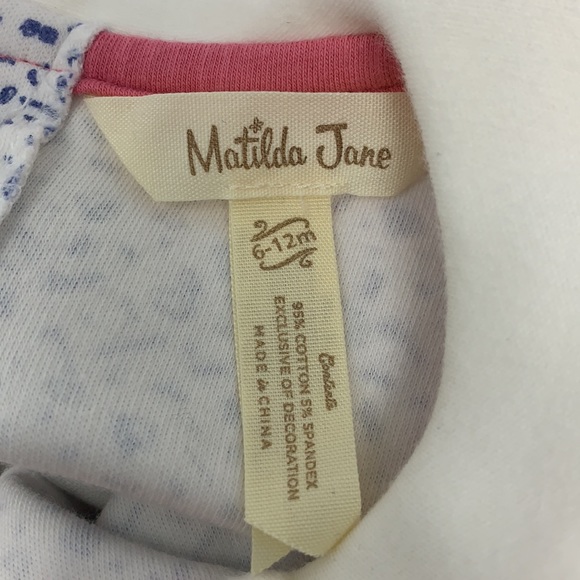 Matilda Jane
6-12m
Contents
95% COTTON 5% SPANDEX
EXCLUSIVE OF DECORATION
MADE in CHINA